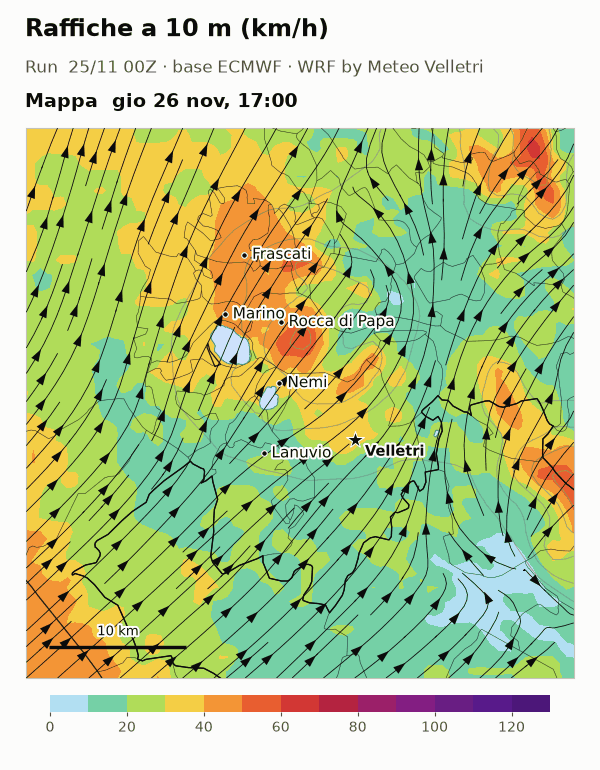 Raffiche a 10 m (km/h)
Run  25/11 00Z · base ECMWF · WRF by Meteo Velletri
Mappa  gio 26 nov, 17:00
Frascati
Marino
Rocca di Papa
Nemi
Velletri
Lanuvio
10 km
0 20 40 60 80 100 120